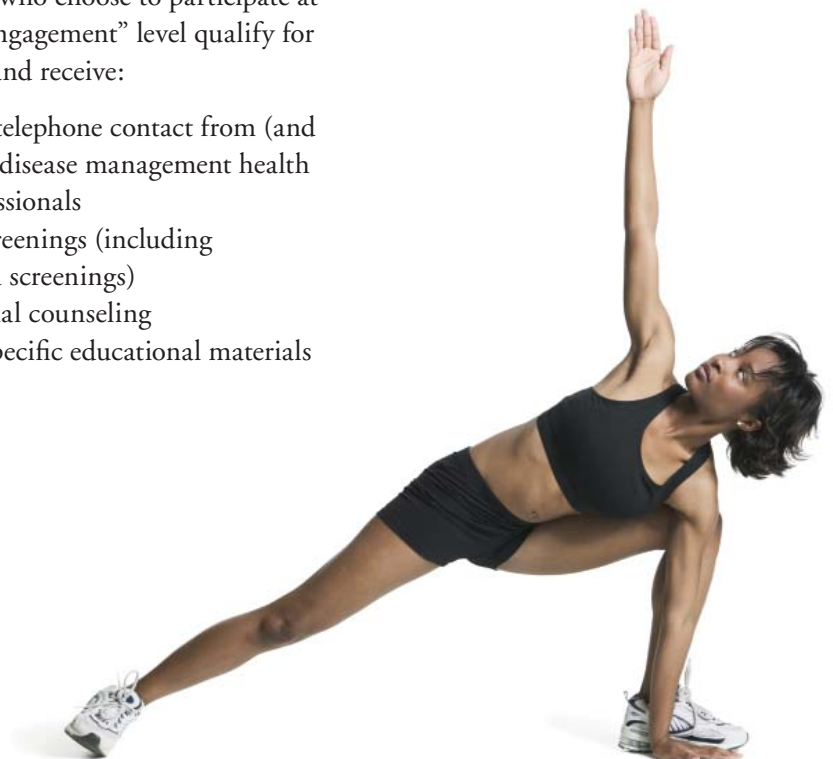 who choose to participate at
ngagement” level qualify for
and receive:
telephone contact from (and
disease management health
ssionals
reenings (including
screenings)
al counseling
pecific educational materials